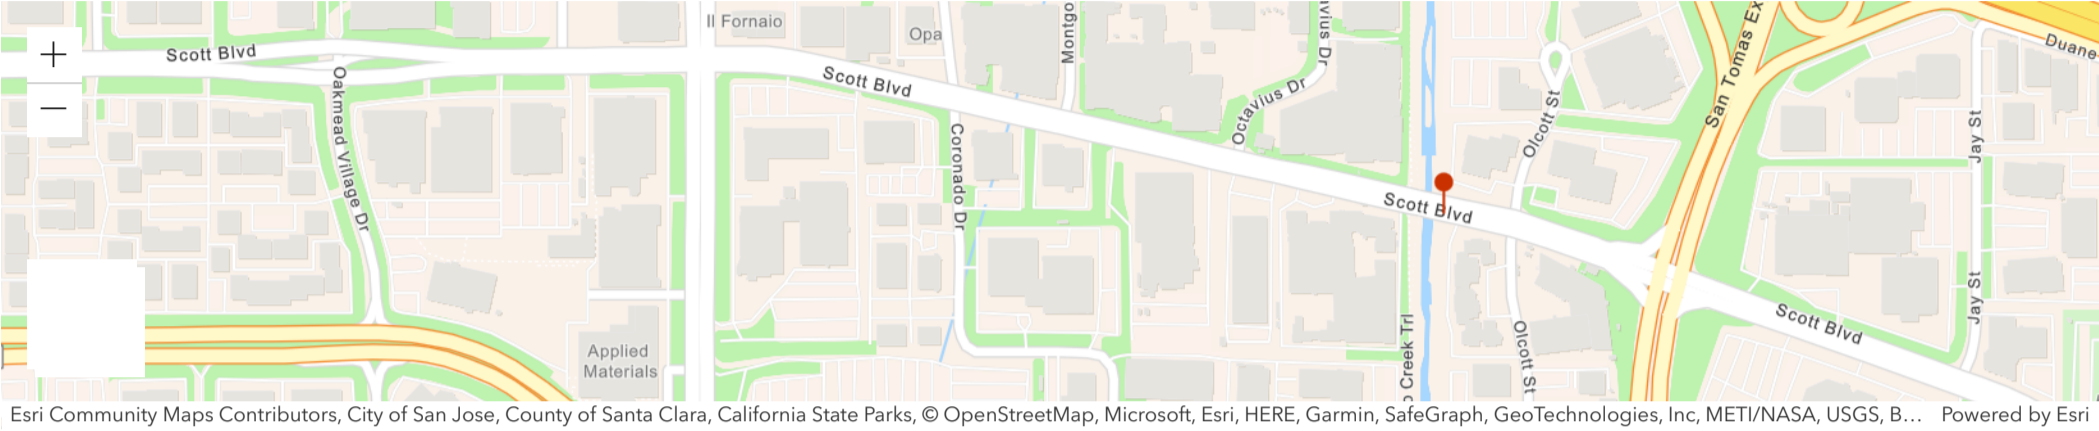 Il Fornaio
Opa
Montgo
vius Dr
San Tomas Ex
Duane
+
Scott Blvd
Scott Blvd
Octavius Dr
Olcott St
Jay St
−
Oakmead Village Dr
Coronado Dr
Scott Blvd
Jay St
Scott Blvd
Olcott St
o Creek Trl
Applied
Materials
Esri Community Maps Contributors, City of San Jose, County of Santa Clara, California State Parks, © OpenStreetMap, Microsoft, Esri, HERE, Garmin, SafeGraph, GeoTechnologies, Inc, METI/NASA, USGS, B… Powered by Esri